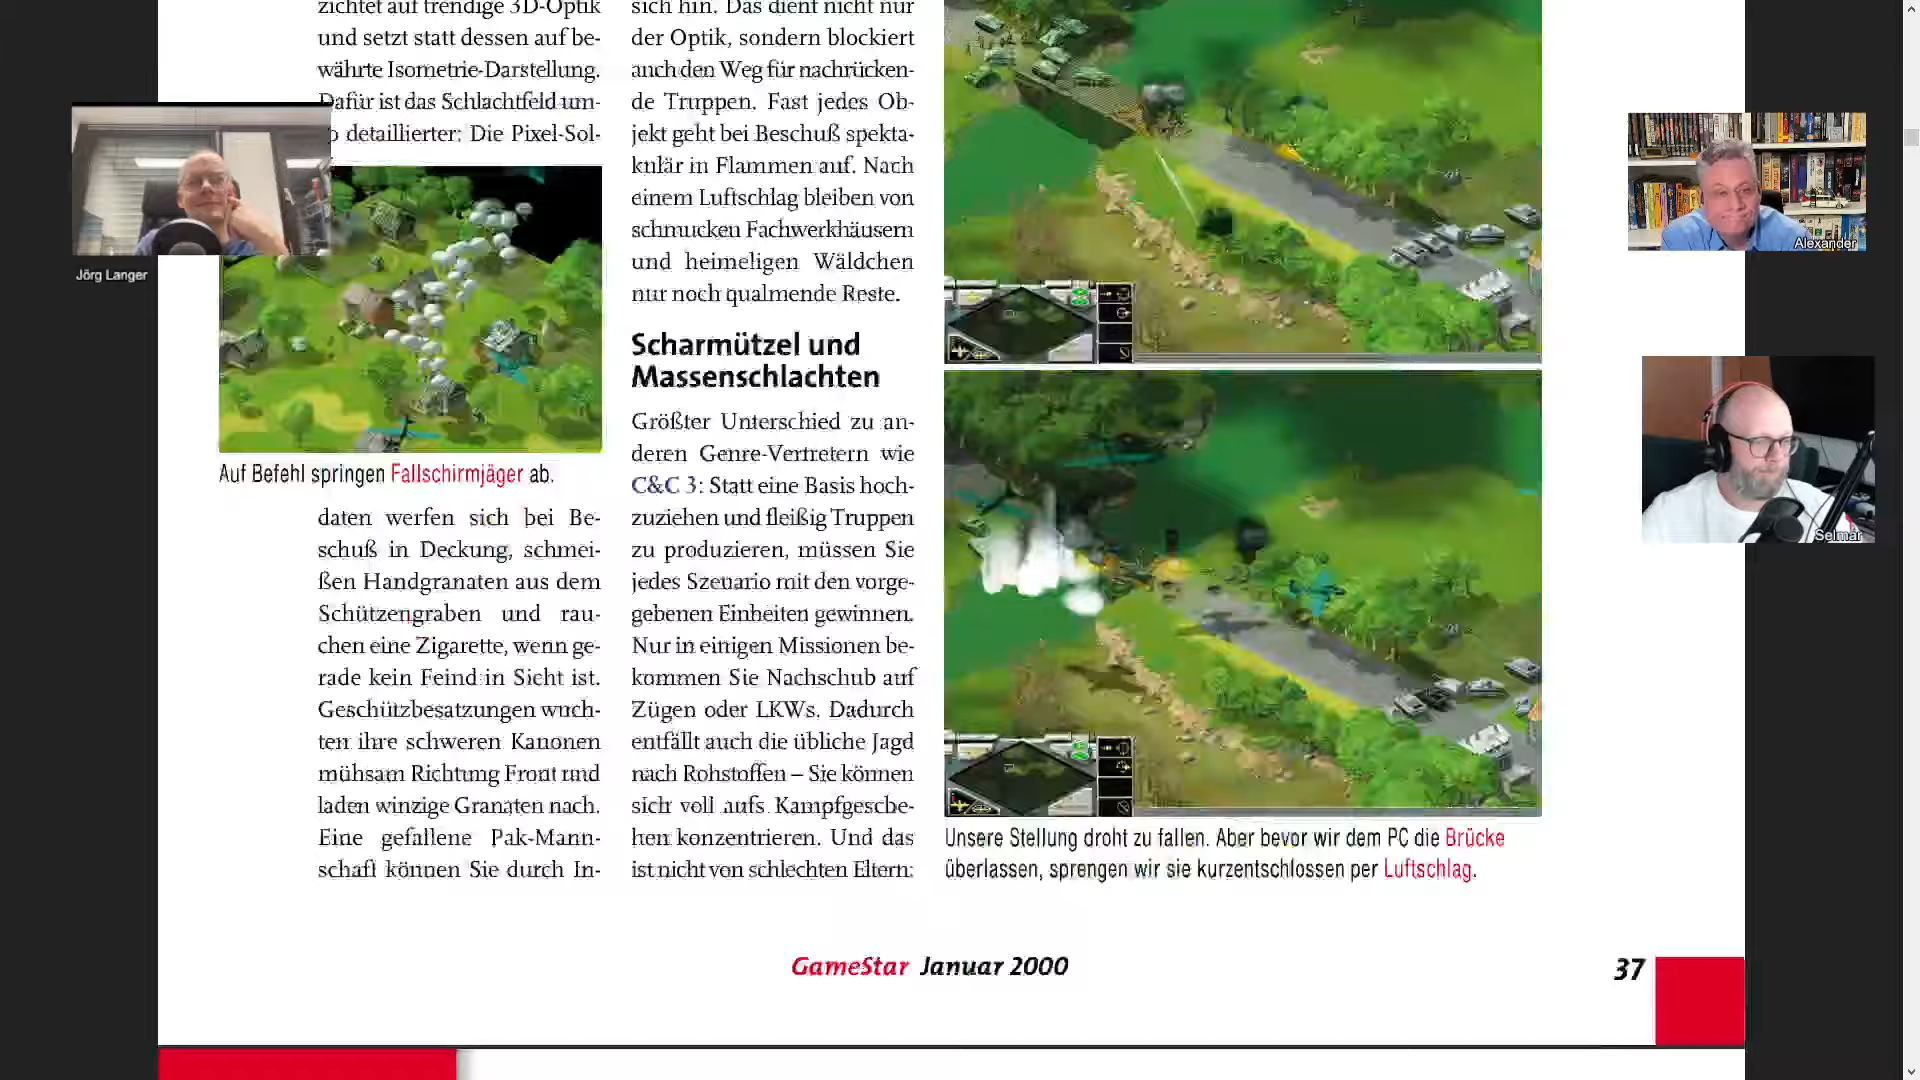 zichtet auf trendige 3D-Optik
und setzt statt dessen auf be-
währte Isometrie-Darstellung.
Dafür ist das Schlachtfeld um-
detaillierter: Die Pixel-Sol-
Auf Befehl springen Fallschirmjäger ab.
daten werfen sich bei Be-
schuß in Deckung, schmei-
ßen Handgranaten aus dem
Schützengraben und rau-
chen eine Zigarette, wenn ge-
rade kein Feind in Sicht ist.
Geschützbesatzungen wuch-
ten ihre schweren Kanonen
mühsam Richtung Front und
laden winzige Granaten nach.
Eine gefallene Pak-Mann-
schaft können Sie durch In-
sich hin. Das dient nicht nur
der Optik, sondern blockiert
auch den Weg für nachrücken-
de Truppen. Fast jedes Ob-
jekt geht bei Beschuß spekta-
kulär in Flammen auf. Nach
einem Luftschlag bleiben von
schmucken Fachwerkhäusern
und heimeligen Wäldchen
nur noch qualmende Reste.
Scharmützel und
Massenschlachten
Größter Unterschied zu an-
deren Genre-Vertretern wie
C&C 3: Statt eine Basis hoch-
zuziehen und fleißig Truppen
zu produzieren, müssen Sie
jedes Szenario mit den vorge-
gebenen Einheiten gewinnen.
Nur in einigen Missionen be-
kommen Sie Nachschub auf
Zügen oder LKWs. Dadurch
entfällt auch die übliche Jagd
nach Rohstoffen – Sie können
sich voll aufs Kampfgesche-
hen konzentrieren. Und das
ist nicht von schlechten Eltern:
Unsere Stellung droht zu fallen. Aber bevor wir dem PC die Brücke
überlassen, sprengen wir sie kurzentschlossen per Luftschlag.
GameStar Januar 2000
37
Jörg Langer
Alexander
Selmar